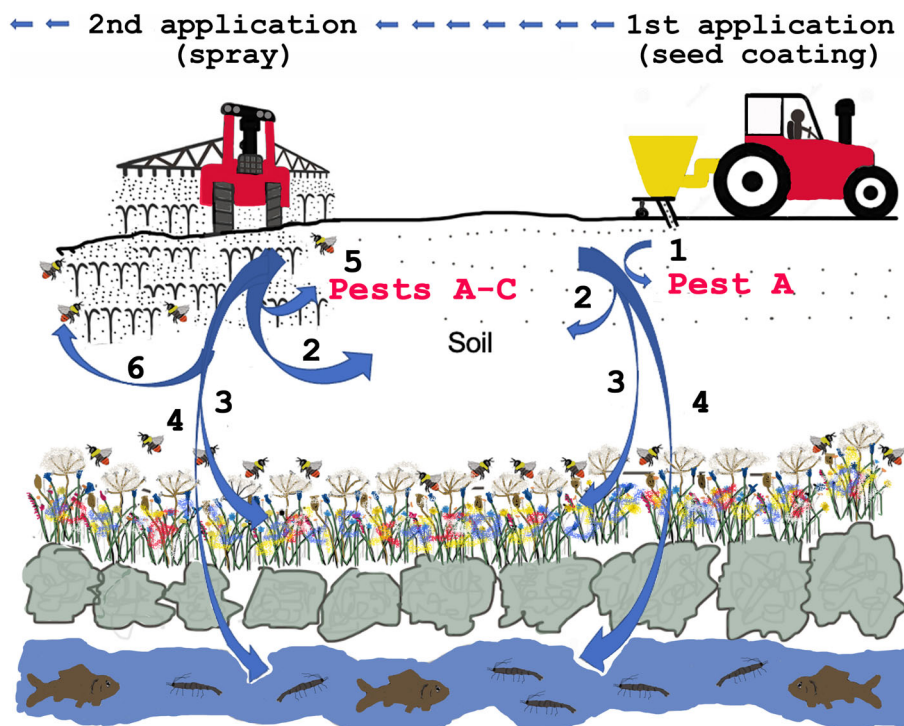 2nd application
(spray)
1st application
(seed coating)
1
5
Pest A
Pests A-C
2
Soil
2
6
3
4
3
4